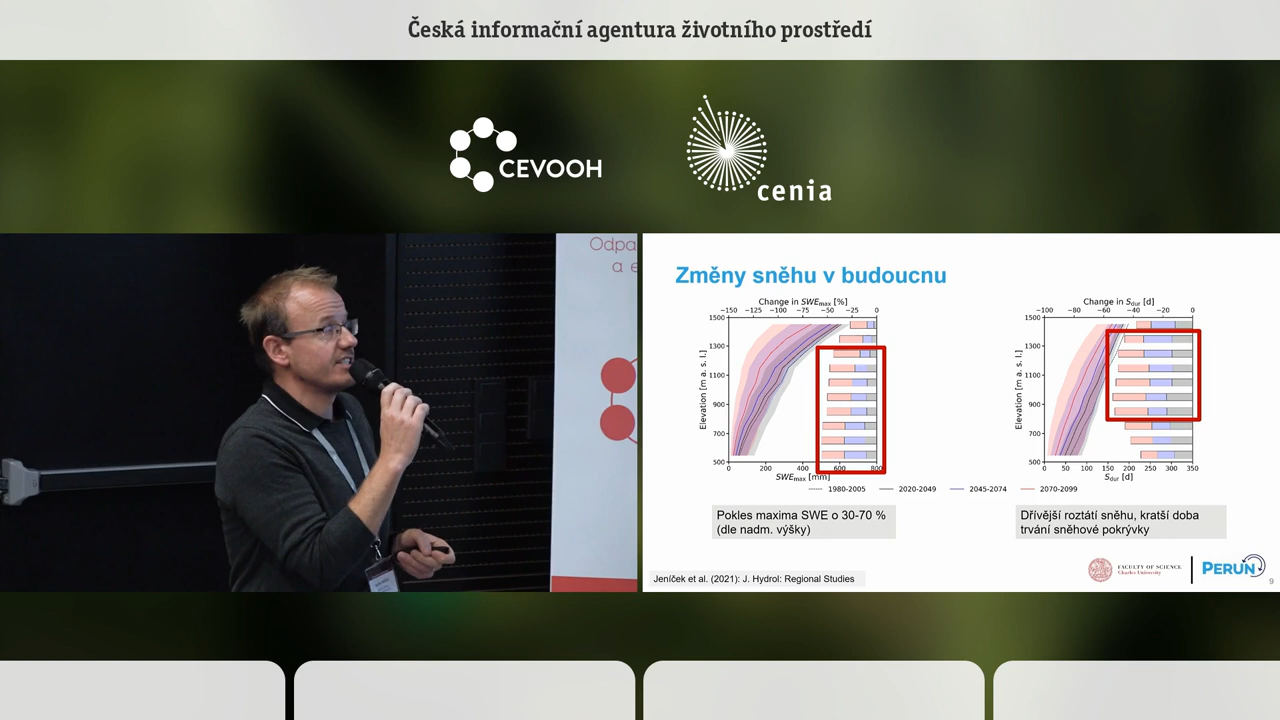 Česká informační agentura životního prostředí
CEVOOH
cenia
Odpa
a e
Změny sněhu v budoucnu
Change in SWEmax [%]
−150 −125 −100 −75 −50 −25 0
1500
1300
1100
900
700
500
Elevation [m a. s. l.]
0 200 400 600 800
SWEmax [mm]
Change in Sdur [d]
−100 −80 −60 −40 −20 0
1500
1300
1100
900
700
500
Elevation [m a. s. l.]
0 50 100 150 200 250 300 350
Sdur [d]
1980-2005 2020-2049 2045-2074 2070-2099
Pokles maxima SWE o 30-70 %
(dle nadm. výšky)
Dřívější roztátí sněhu, kratší doba
trvání sněhové pokrývky
Jeníček et al. (2021): J. Hydrol: Regional Studies
FACULTY OF SCIENCE
Charles University
PERUN
9